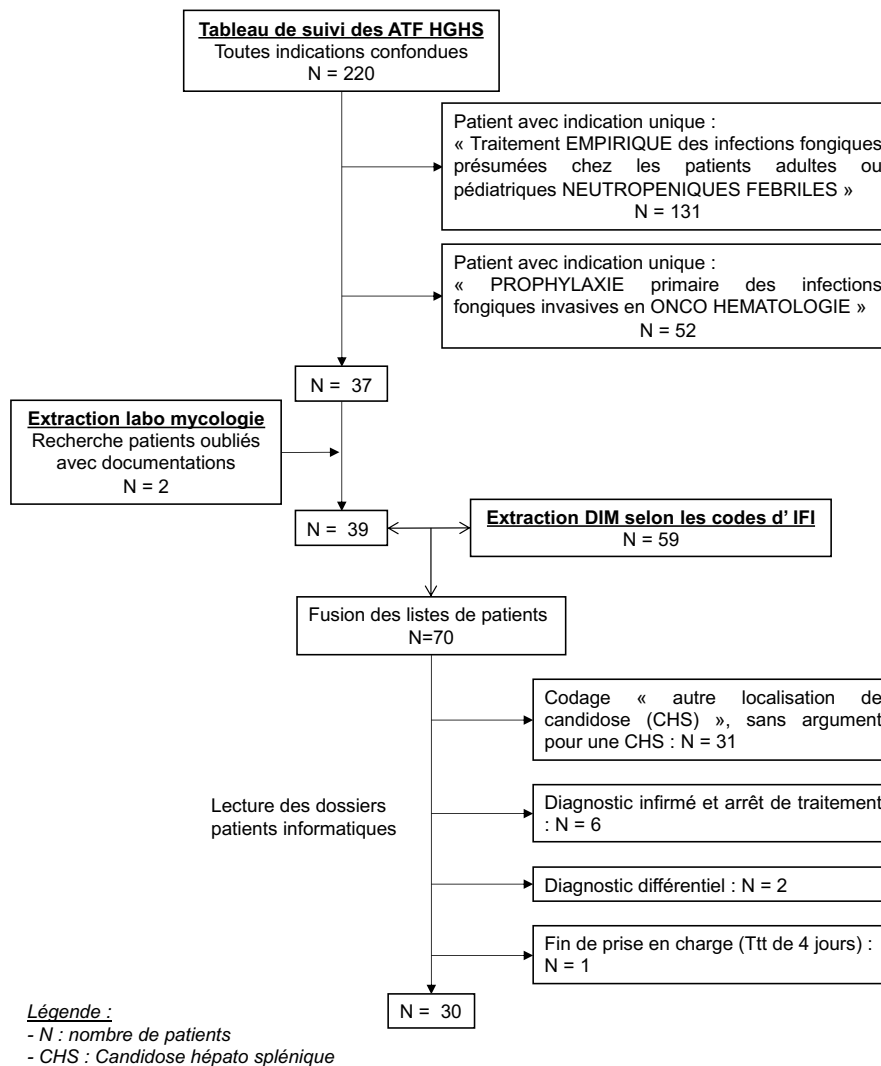 Tableau de suivi des ATF HGHS
Toutes indications confondues
N = 220
Patient avec indication unique :
« Traitement EMPIRIQUE des infections fongiques
présumées chez les patients adultes ou
pédiatriques NEUTROPENIQUES FEBRILES »
N = 131
Patient avec indication unique :
« PROPHYLAXIE primaire des infections
fongiques invasives en ONCO HEMATOLOGIE »
N = 52
N = 37
Extraction labo mycologie
Recherche patients oubliés
avec documentations
N = 2
N = 39
Extraction DIM selon les codes d' IFI
N = 59
Fusion des listes de patients
N=70
Codage « autre localisation de
candidose (CHS) », sans argument
pour une CHS : N = 31
Lecture des dossiers
patients informatiques
Diagnostic infirmé et arrêt de traitement
: N = 6
Diagnostic différentiel : N = 2
Fin de prise en charge (Ttt de 4 jours) :
N = 1
N = 30
Légende :
- N : nombre de patients
- CHS : Candidose hépato splénique